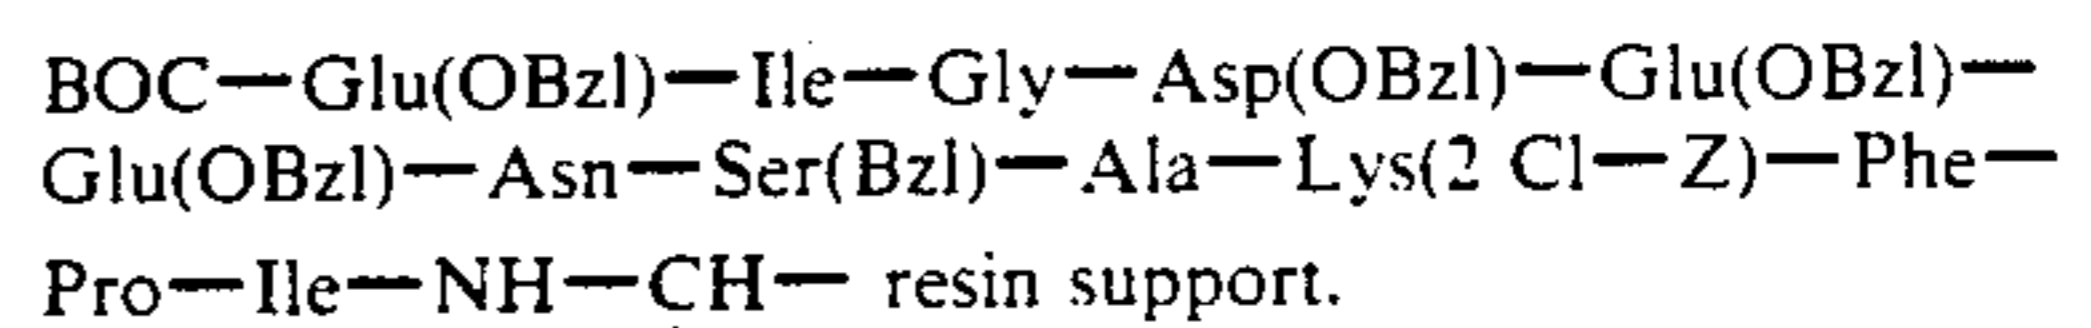 BOC—Glu(OBzl)—Ile—Gly—Asp(OBzl)—Glu(OBzl)—
Glu(OBzl)—Asn—Ser(Bzl)—Ala—Lys(2 Cl—Z)—Phe—
Pro—Ile—NH—CH— resin support.